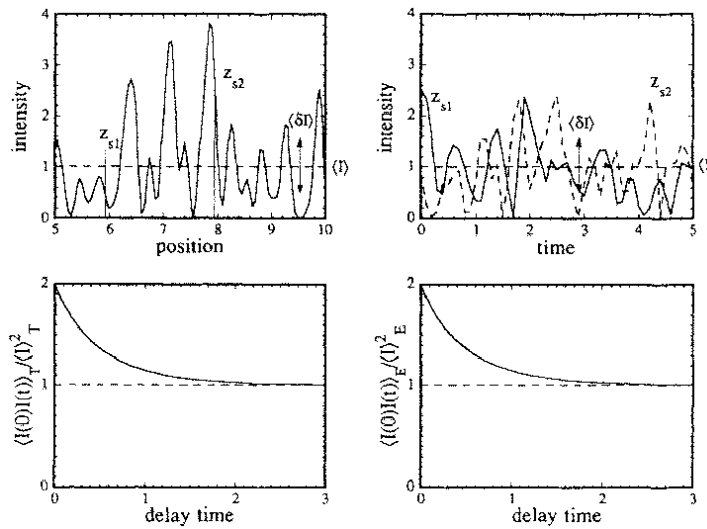 4
3
2
1
0
intensity
z_s1
z_s2
⟨δI⟩
⟨I⟩
5 6 7 8 9 10
position
4
3
2
1
0
intensity
z_s1
z_s2
⟨δI⟩
0 1 2 3 4 5
time
2
1
0
⟨I(0)I(t)⟩_T/⟨I⟩²_T
0 1 2 3
delay time
2
1
0
⟨I(0)I(t)⟩_E/⟨I⟩²_E
0 1 2 3
delay time